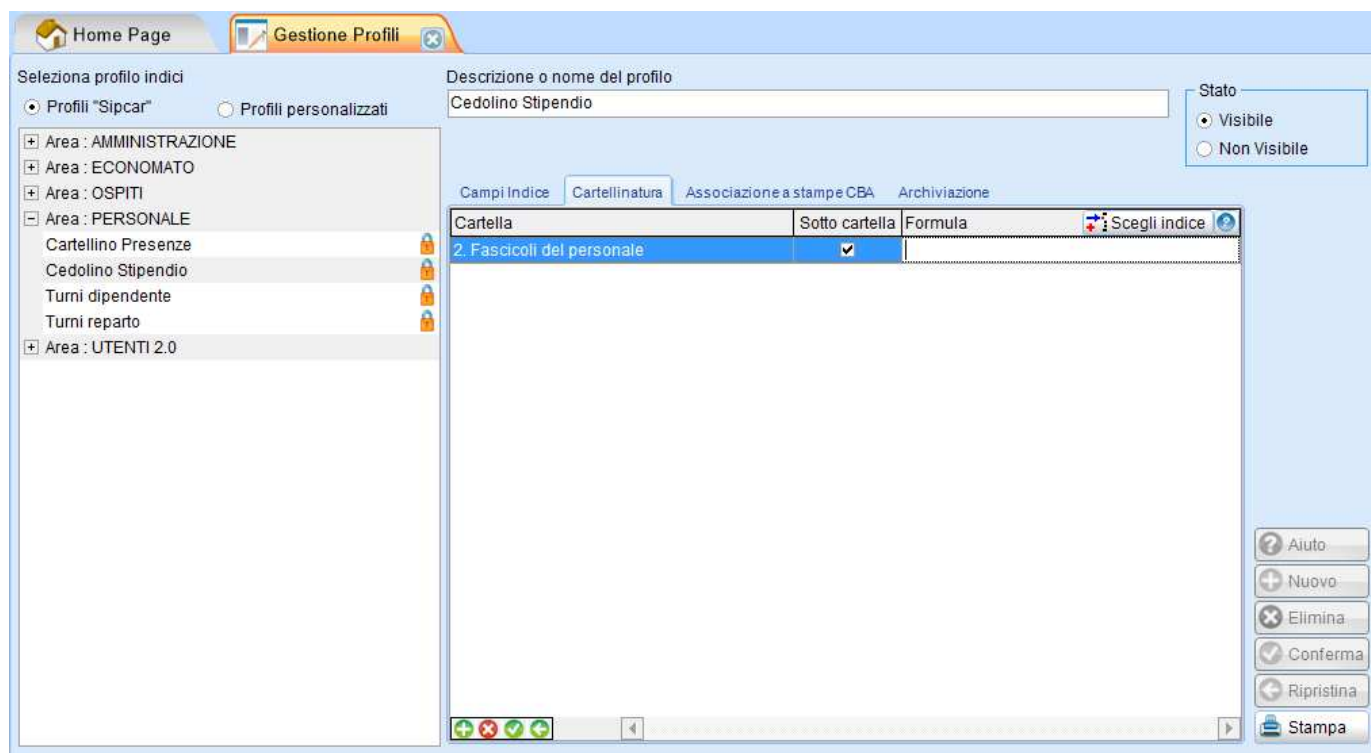 Home Page
Gestione Profili
Seleziona profilo indici
Profili "Sipcar"
Profili personalizzati
Area : AMMINISTRAZIONE
Area : ECONOMATO
Area : OSPITI
Area : PERSONALE
Cartellino Presenze
Cedolino Stipendio
Turni dipendente
Turni reparto
Area : UTENTI 2.0
Descrizione o nome del profilo
Cedolino Stipendio
Stato
Visibile
Non Visibile
Campi Indice
Cartellinatura
Associazione a stampe CBA
Archiviazione
Cartella
Sotto cartella
Formula
Scegli indice
2. Fascicoli del personale
Aiuto
Nuovo
Elimina
Conferma
Ripristina
Stampa